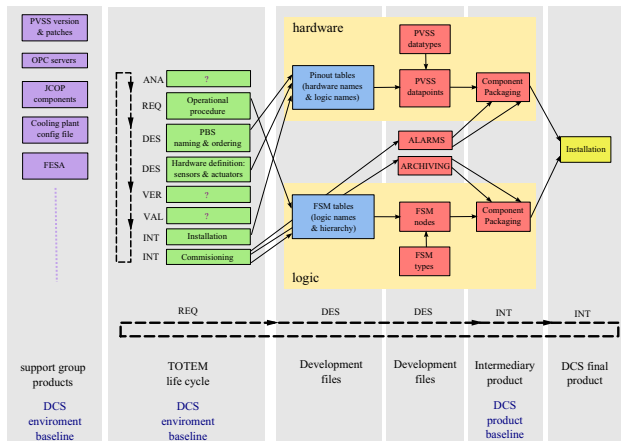 PVSS version
& patches
OPC servers
JCOP
components
Cooling plant
config file
FESA
ANA
?
REQ
Operational
procedure
DES
PBS
naming & ordering
DES
Hardware definition:
sensors & actuators
VER
?
VAL
?
INT
Installation
INT
Commisioning
hardware
Pinout tables
(hardware names
& logic names)
PVSS
datatypes
PVSS
datapoints
Component
Packaging
ALARMS
ARCHIVING
Installation
FSM tables
(logic names
& hierarchy)
FSM
nodes
Component
Packaging
FSM
types
logic
REQ
DES
DES
INT
INT
support group
products
DCS
enviroment
baseline
TOTEM
life cycle
DCS
enviroment
baseline
Development
files
Development
files
Intermediary
product
DCS
product
baseline
DCS final
product